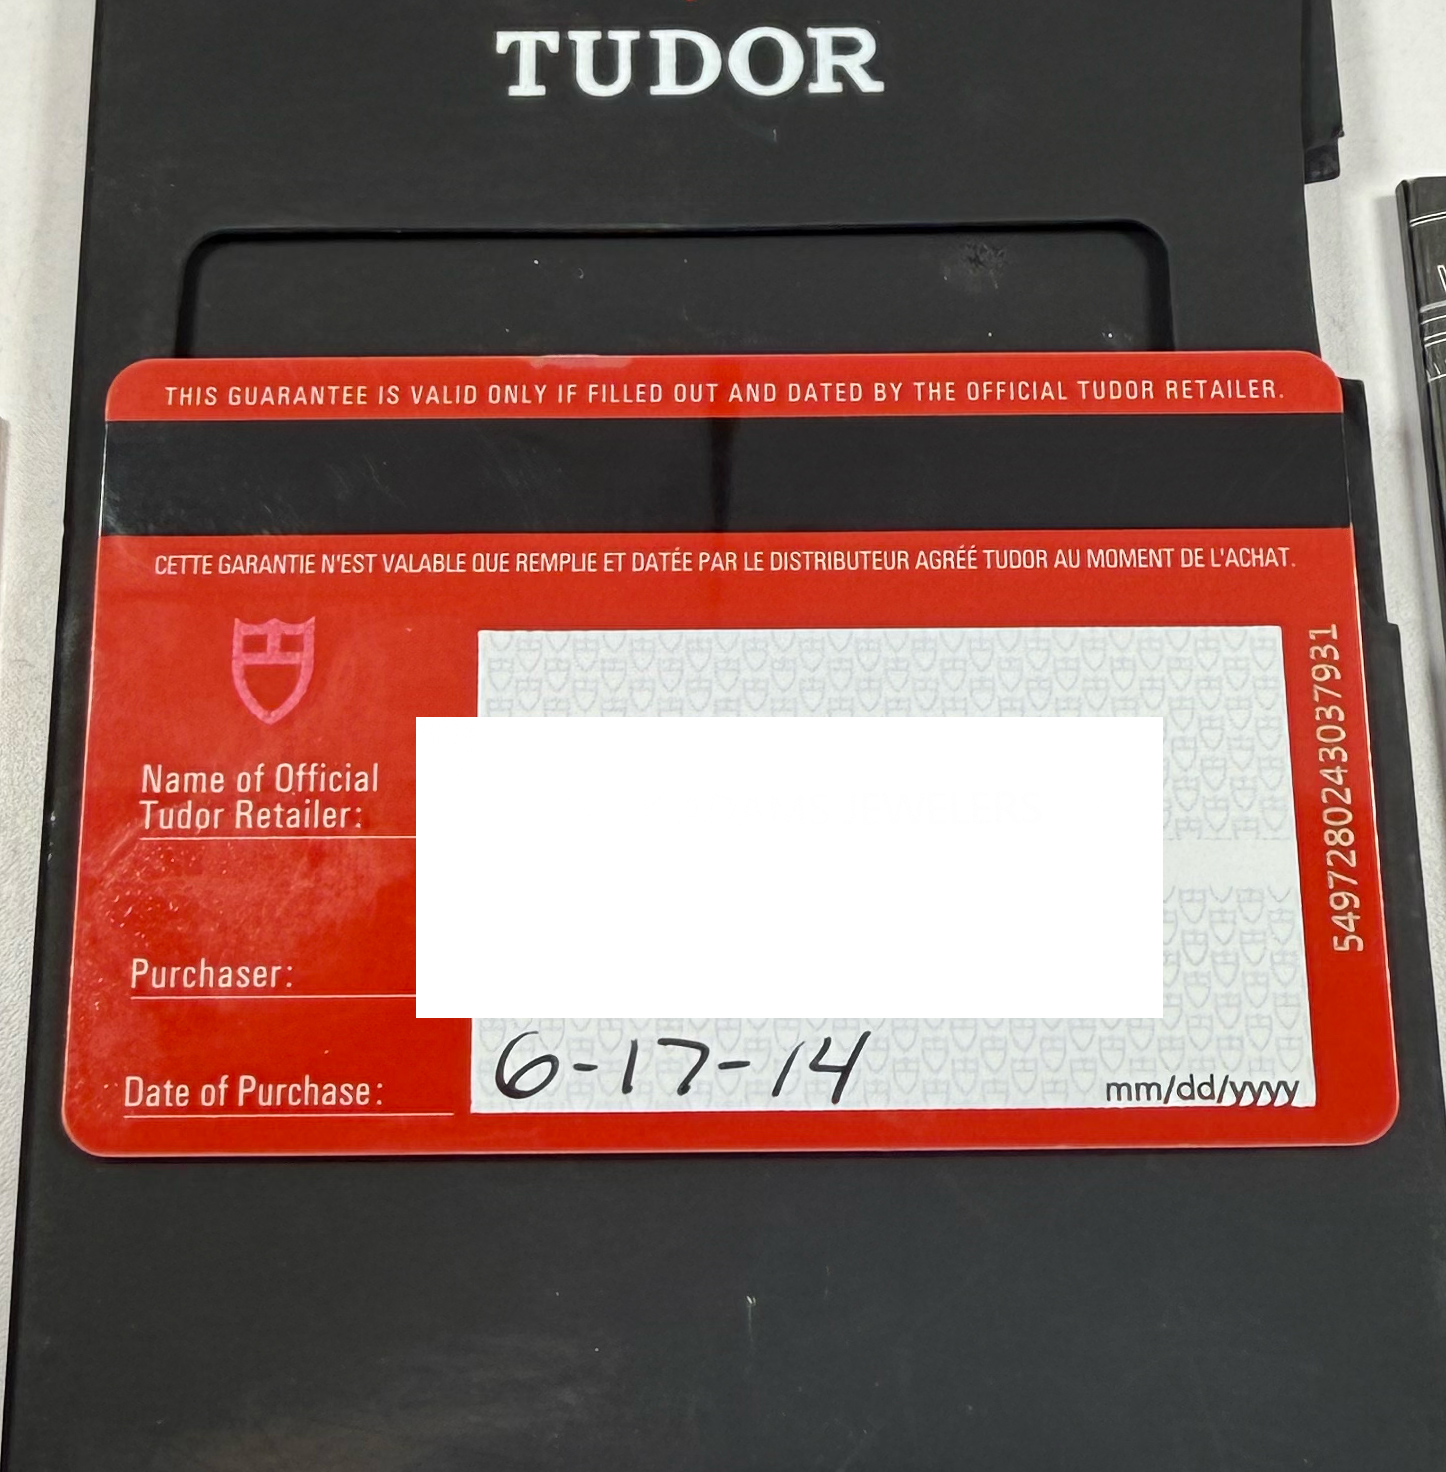 TUDOR
THIS GUARANTEE IS VALID ONLY IF FILLED OUT AND DATED BY THE OFFICIAL TUDOR RETAILER.
CETTE GARANTIE N'EST VALABLE QUE REMPLIE ET DATÉE PAR LE DISTRIBUTEUR AGRÉÉ TUDOR AU MOMENT DE L'ACHAT.
Name of Official
Tudor Retailer:
Purchaser:
Date of Purchase:
6-17-14
mm/dd/yyyy
5497280243037931